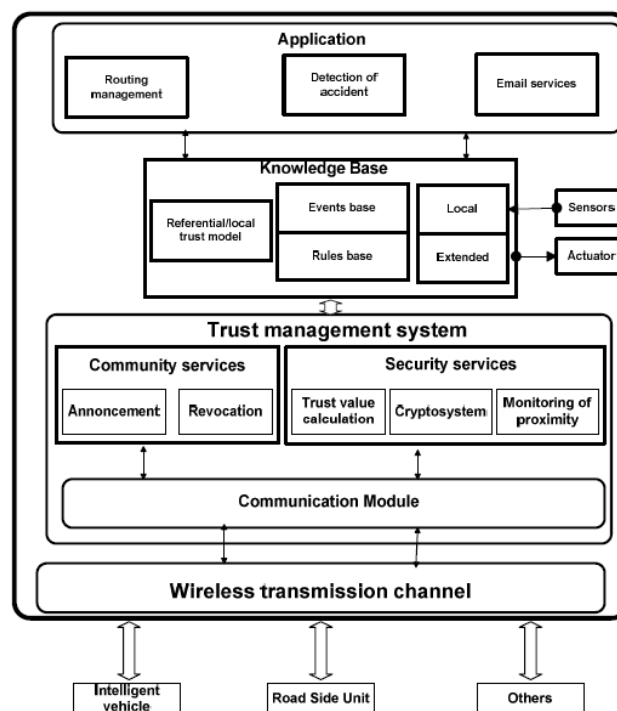 Application
Routing
management
Detection of
accident
Email services
Knowledge Base
Referential/local
trust model
Events base
Rules base
Local
Extended
Sensors
Actuator
Trust management system
Community services
Annoncement
Revocation
Security services
Trust value
calculation
Cryptosystem
Monitoring of
proximity
Communication Module
Wireless transmission channel
Intelligent
vehicle
Road Side Unit
Others